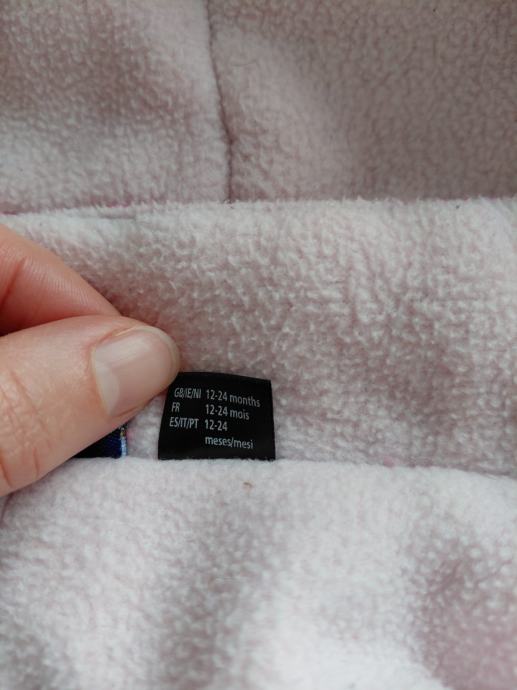 GB/IE/NI 12-24 months
FR 12-24 mois
ES/IT/PT 12-24
meses/mesi